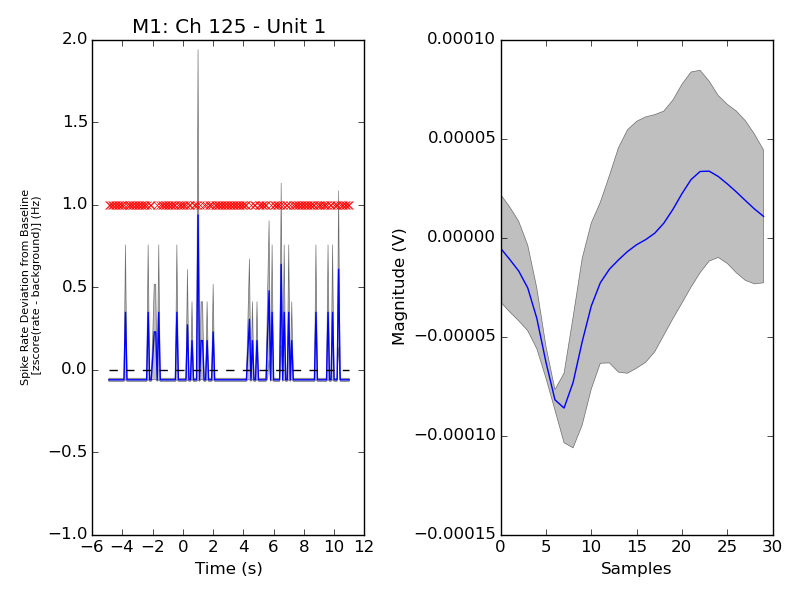 M1: Ch 125 - Unit 1
Spike Rate Deviation from Baseline
[zscore(rate - background)] (Hz)
2.0
1.5
1.0
0.5
0.0
−0.5
−1.0
−6 −4 −2 0 2 4 6 8 10 12
Time (s)
Magnitude (V)
0.00010
0.00005
0.00000
−0.00005
−0.00010
−0.00015
0 5 10 15 20 25 30
Samples